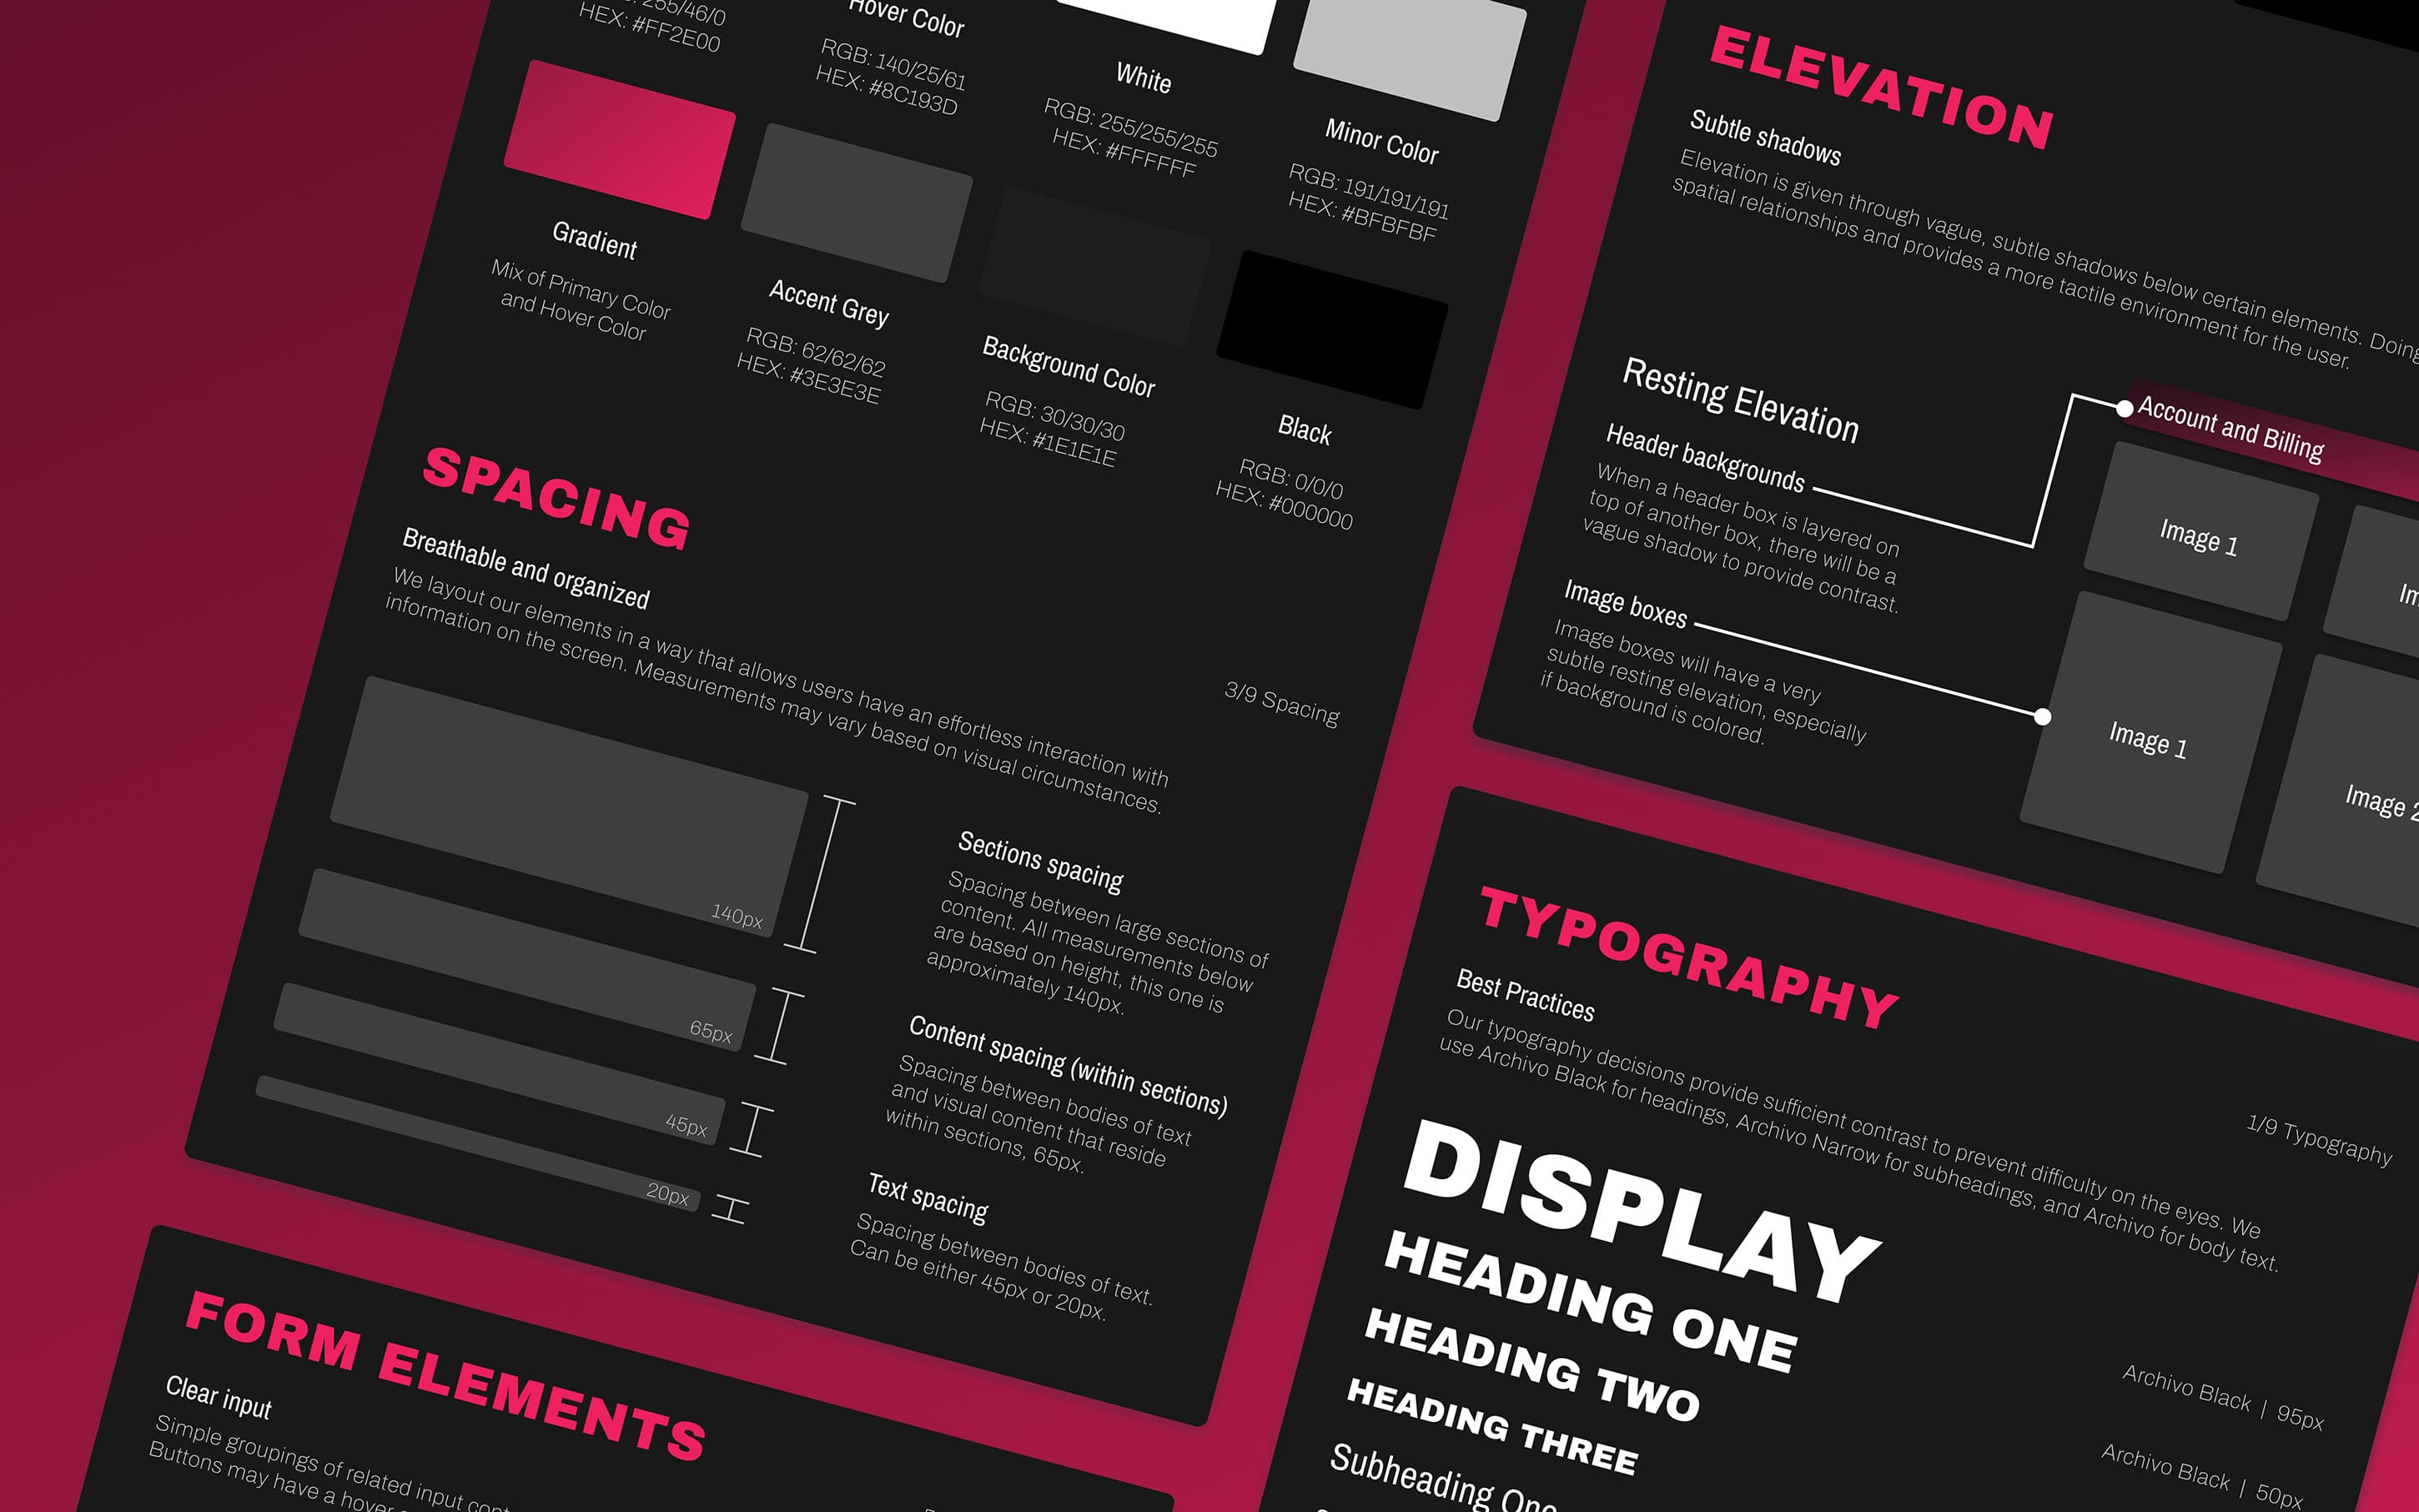 255/46/0
HEX: #FF2E00
Hover Color
RGB: 140/25/61
HEX: #8C193D
White
RGB: 255/255/255
HEX: #FFFFFF
Minor Color
RGB: 191/191/191
HEX: #BFBFBF
Gradient
Mix of Primary Color
and Hover Color
Accent Grey
RGB: 62/62/62
HEX: #3E3E3E
Background Color
RGB: 30/30/30
HEX: #1E1E1E
Black
RGB: 0/0/0
HEX: #000000
SPACING
Breathable and organized
We layout our elements in a way that allows users have an effortless interaction with
information on the screen. Measurements may vary based on visual circumstances.
3/9 Spacing
140px
65px
45px
20px
Sections spacing
Spacing between large sections of
content. All measurements below
are based on height, this one is
approximately 140px.
Content spacing (within sections)
Spacing between bodies of text
and visual content that reside
within sections, 65px.
Text spacing
Spacing between bodies of text.
Can be either 45px or 20px.
FORM ELEMENTS
Clear input
Simple groupings of related input
Buttons may have a hover
ELEVATION
Subtle shadows
Elevation is given through vague, subtle shadows below certain elements. Doing
spatial relationships and provides a more tactile environment for the user.
Resting Elevation
Header backgrounds
When a header box is layered on
top of another box, there will be a
vague shadow to provide contrast.
Image boxes
Image boxes will have a very
subtle resting elevation, especially
if background is colored.
Account and Billing
Image 1
Image 1
Image 2
TYPOGRAPHY
Best Practices
Our typography decisions provide sufficient contrast to prevent difficulty on the eyes. We
use Archivo Black for headings, Archivo Narrow for subheadings, and Archivo for body text.
1/9 Typography
DISPLAY
HEADING ONE
HEADING TWO
HEADING THREE
Subheading One
Archivo Black | 95px
Archivo Black | 50px